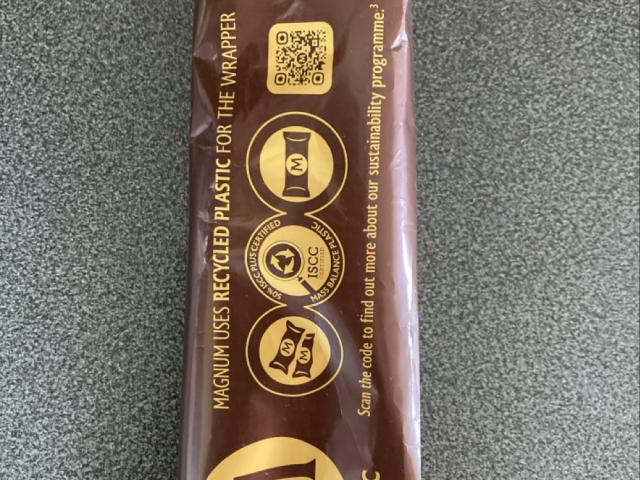 MAGNUM USES RECYCLED PLASTIC FOR THE WRAPPER
M
M
50% ISCC PLUS CERTIFIED
ISCC
CERTIFIED
MASS BALANCE PLASTIC
M
M
Scan the code to find out more about our sustainability programme.³
C